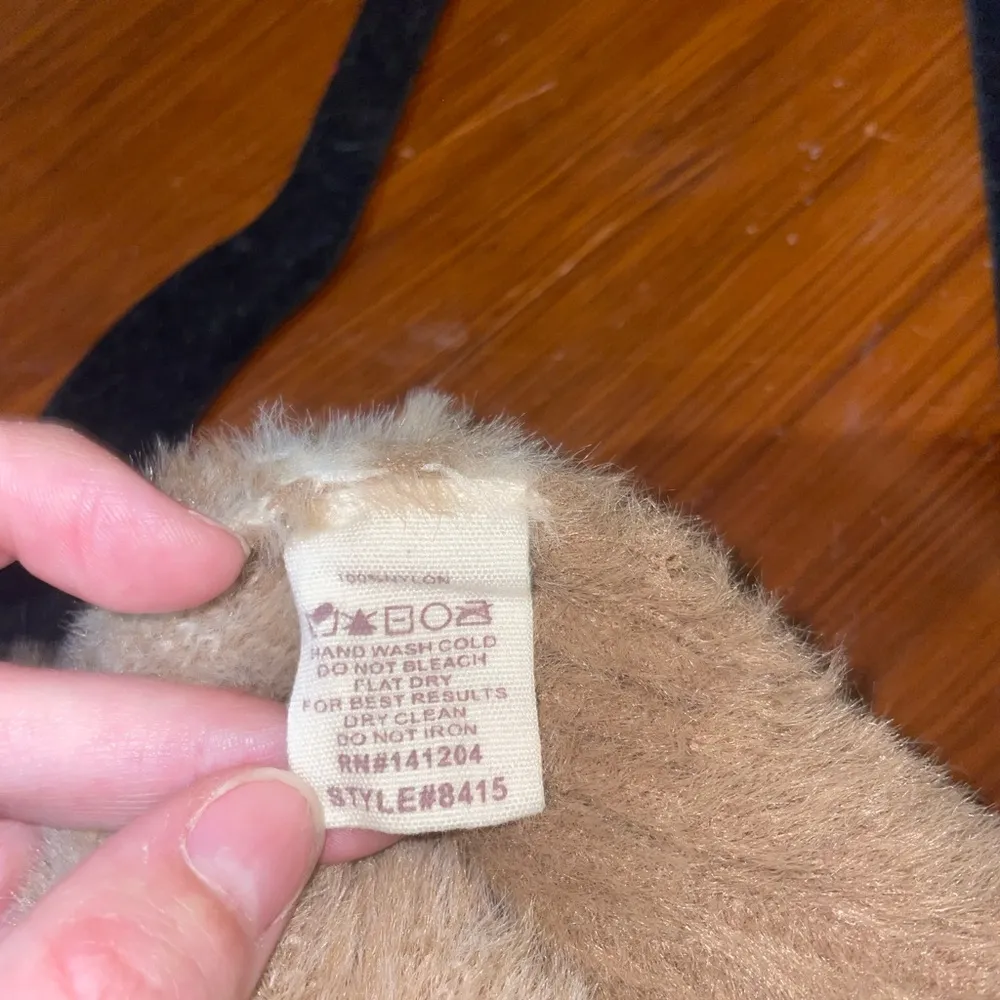 100%NYLON
HAND WASH COLD
DO NOT BLEACH
FLAT DRY
FOR BEST RESULTS
DRY CLEAN
DO NOT IRON
RN#141204
STYLE#8415